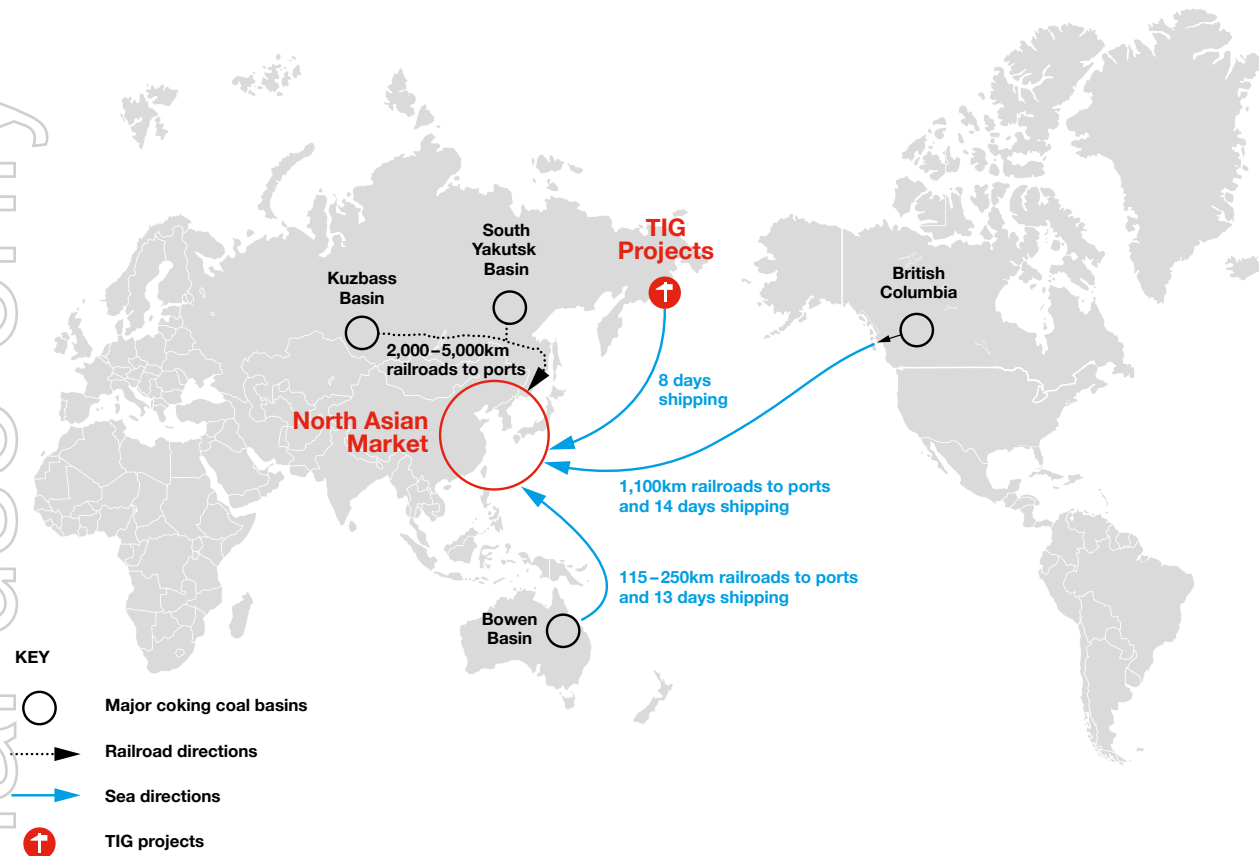 South
Yakutsk
Basin
TIG
Projects
Kuzbass
Basin
British
Columbia
2,000–5,000km
railroads to ports
8 days
shipping
North Asian
Market
1,100km railroads to ports
and 14 days shipping
115–250km railroads to ports
and 13 days shipping
Bowen
Basin
KEY
Major coking coal basins
Railroad directions
Sea directions
TIG projects